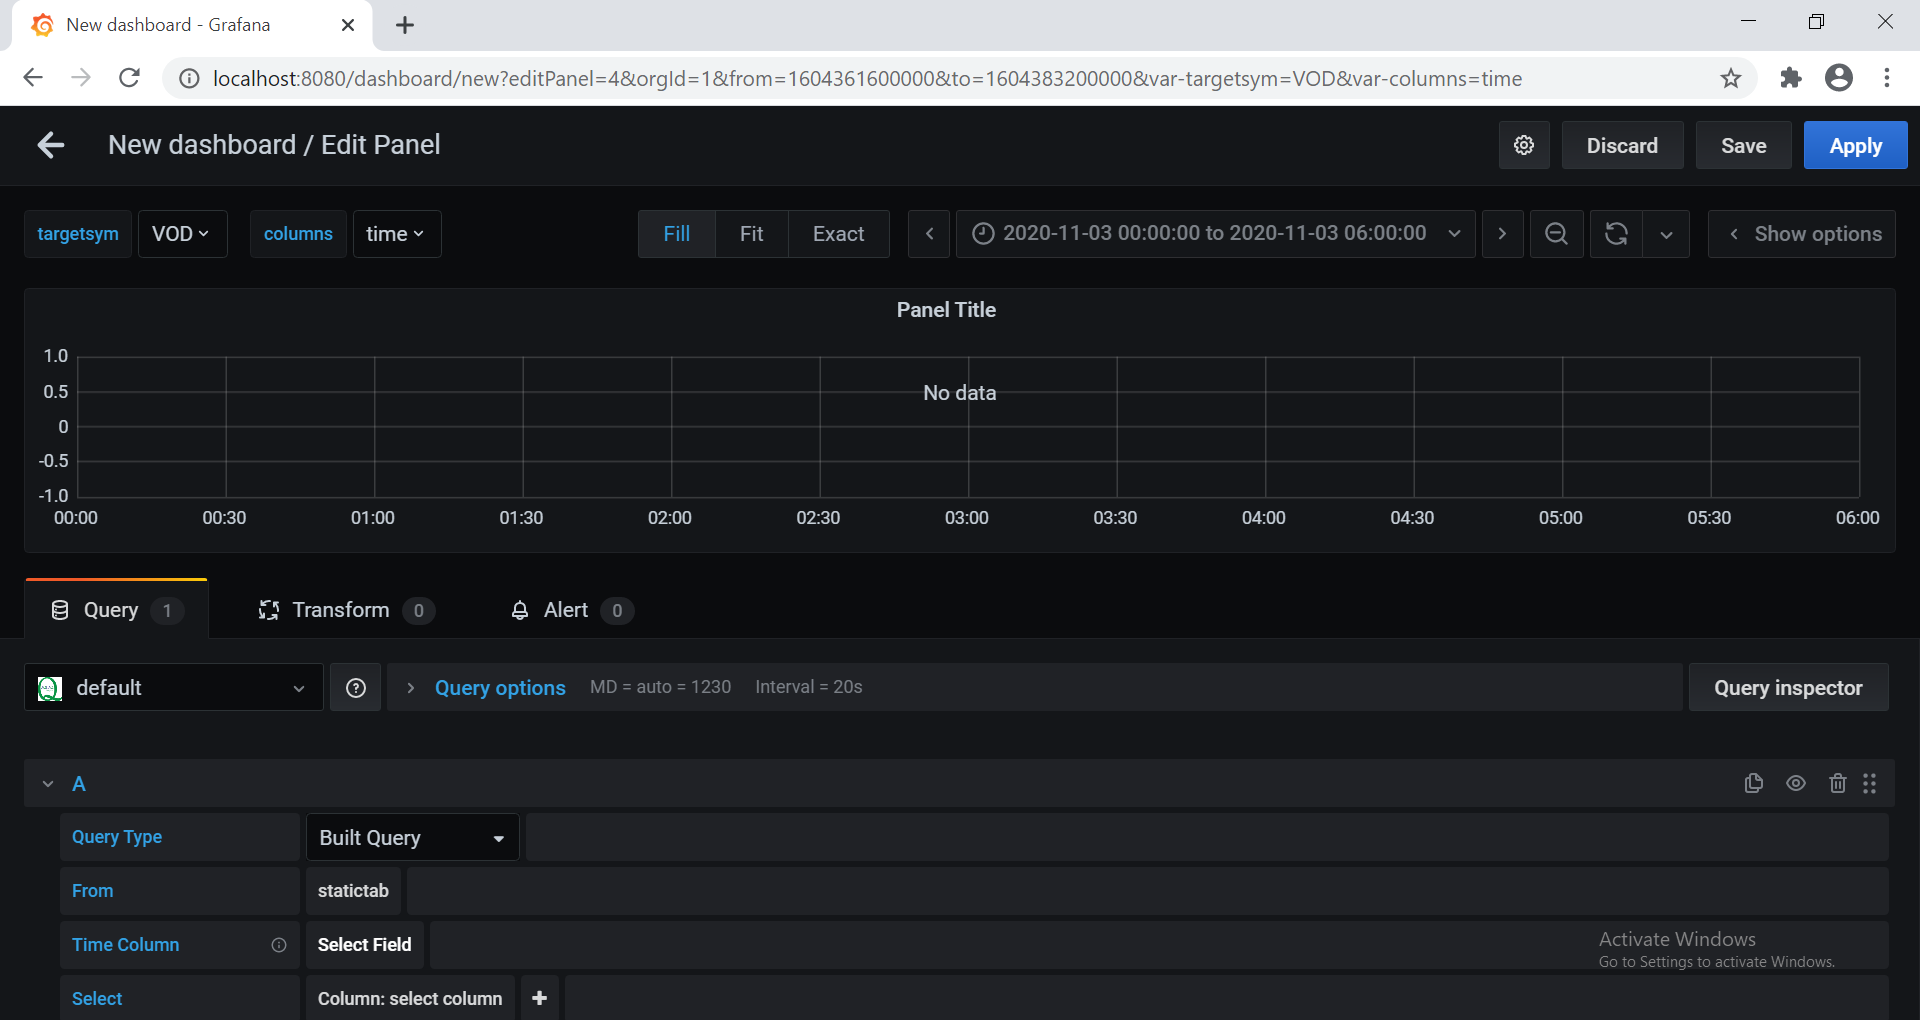 New dashboard - Grafana
localhost:8080/dashboard/new?editPanel=4&orgId=1&from=1604361600000&to=1604383200000&var-targetsym=VOD&var-columns=time
New dashboard / Edit Panel
Discard
Save
Apply
targetsym
VOD
columns
time
Fill
Fit
Exact
2020-11-03 00:00:00 to 2020-11-03 06:00:00
Show options
Panel Title
1.0
0.5
0
-0.5
-1.0
No data
00:00 00:30 01:00 01:30 02:00 02:30 03:00 03:30 04:00 04:30 05:00 05:30 06:00
Query 1
Transform 0
Alert 0
default
Query options
MD = auto = 1230
Interval = 20s
Query inspector
A
Query Type
Built Query
From
statictab
Time Column
Select Field
Select
Column: select column
Activate Windows
Go to Settings to activate Windows.